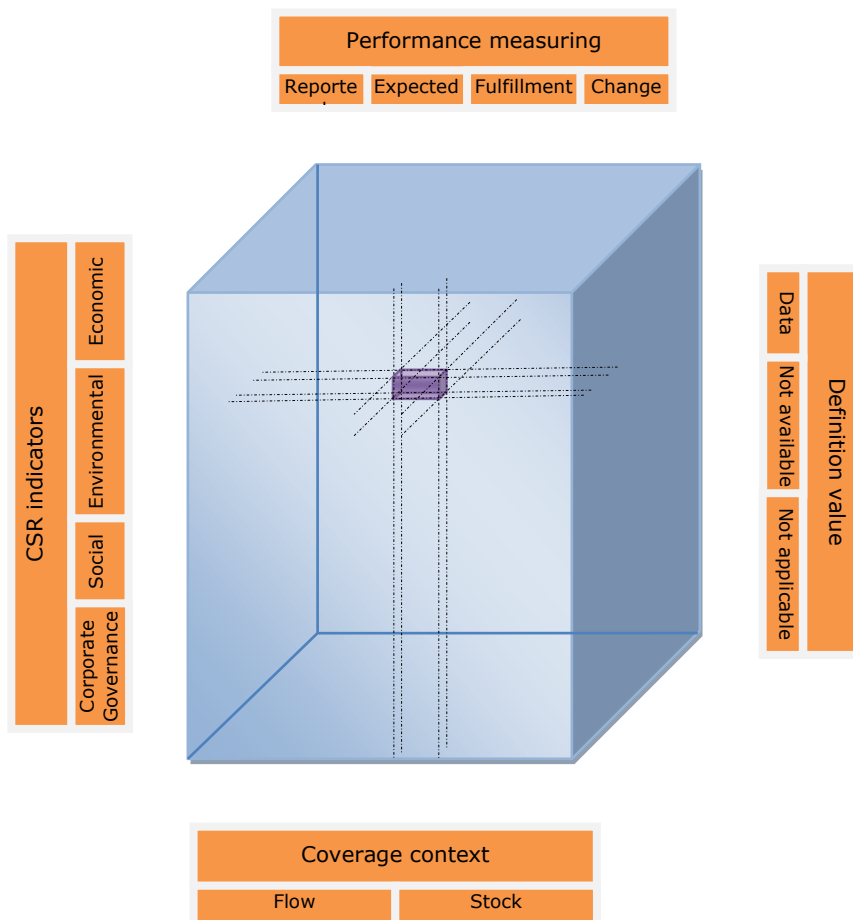 Performance measuring
Reporte
Expected
Fulfillment
Change
CSR indicators
Economic
Environmental
Social
Corporate
Governance
Data
Not available
Not applicable
Definition value
Coverage context
Flow
Stock